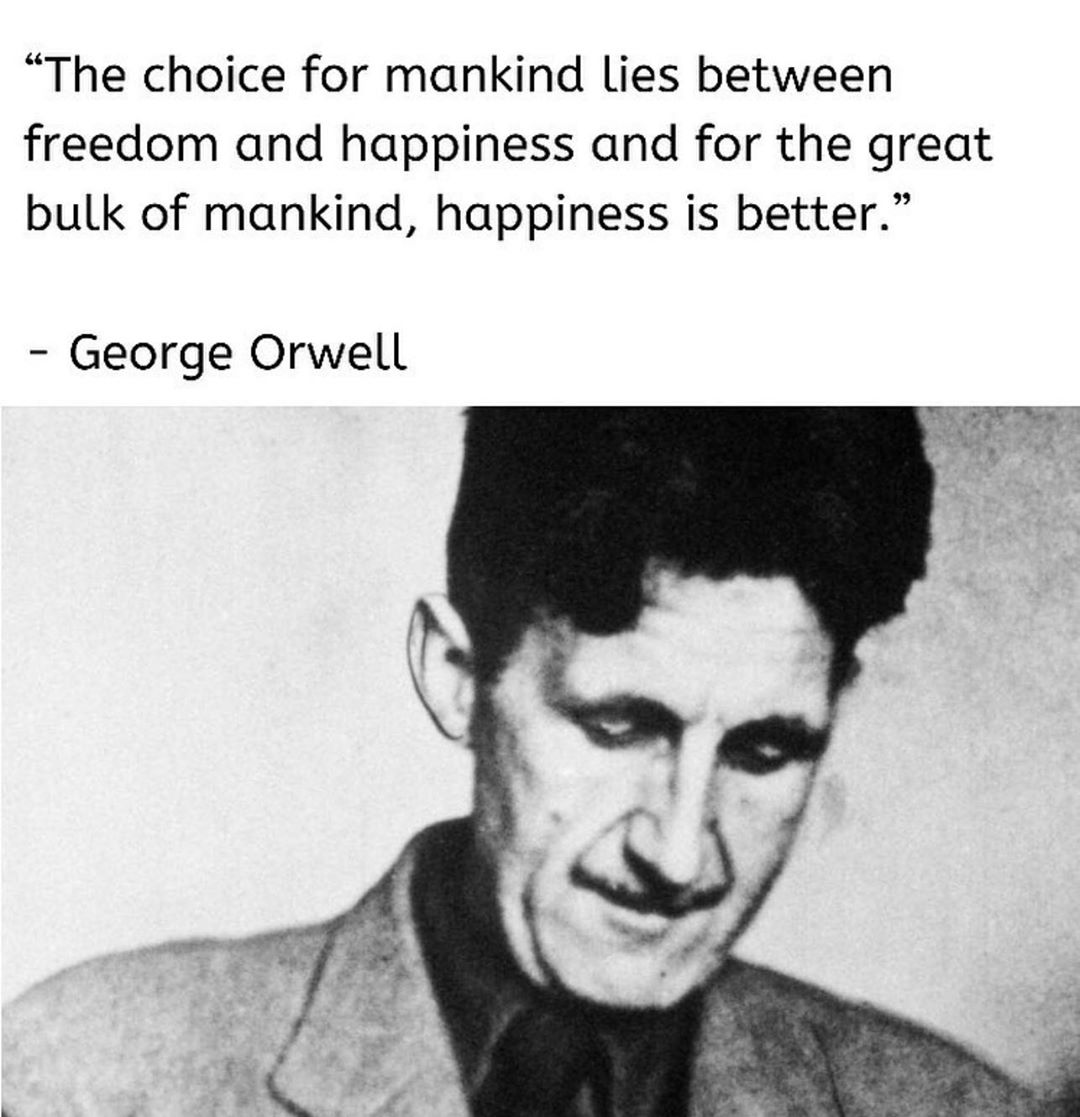 “The choice for mankind lies between
freedom and happiness and for the great
bulk of mankind, happiness is better.”
- George Orwell